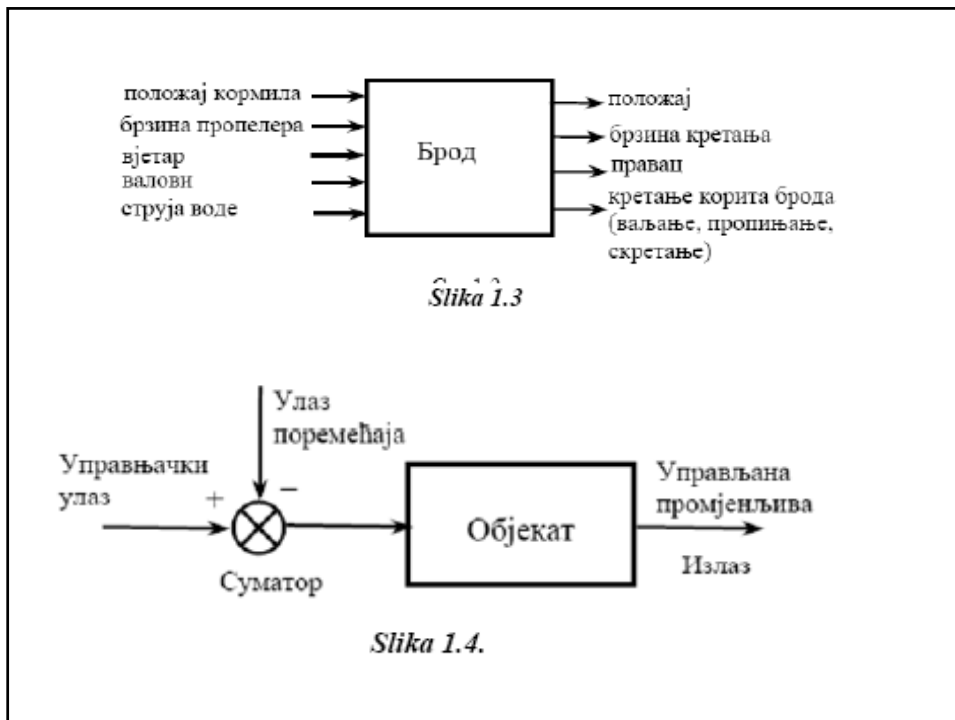 положај кормила
брзина пропелера
вјетар
валови
струја воде
Брод
положај
брзина кретања
правац
кретање корита брода
(ваљање, пропињање,
скретање)
Slika 1.3
Улаз
поремећаја
Управњачки
улаз
+
−
Суматор
Објекат
Управљана
промјенљива
Излаз
Slika 1.4.